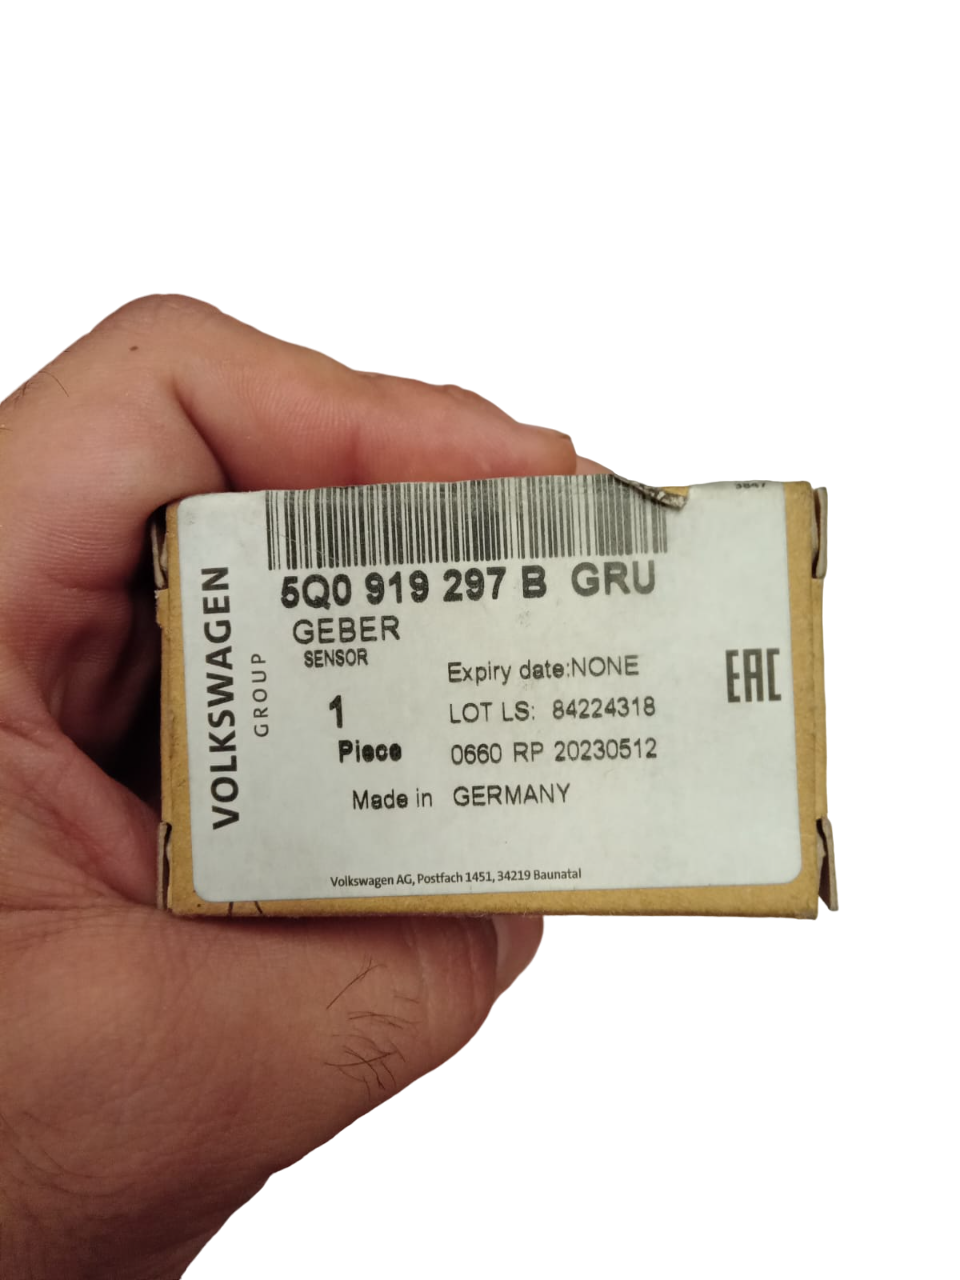 5Q0 919 297 B GRU
GEBER
SENSOR
1
Piece
Expiry date:NONE
LOT LS: 84224318
0660 RP 20230512
Made in GERMANY
Volkswagen AG, Postfach 1451, 34219 Baunatal
VOLKSWAGEN
GROUP
EAC